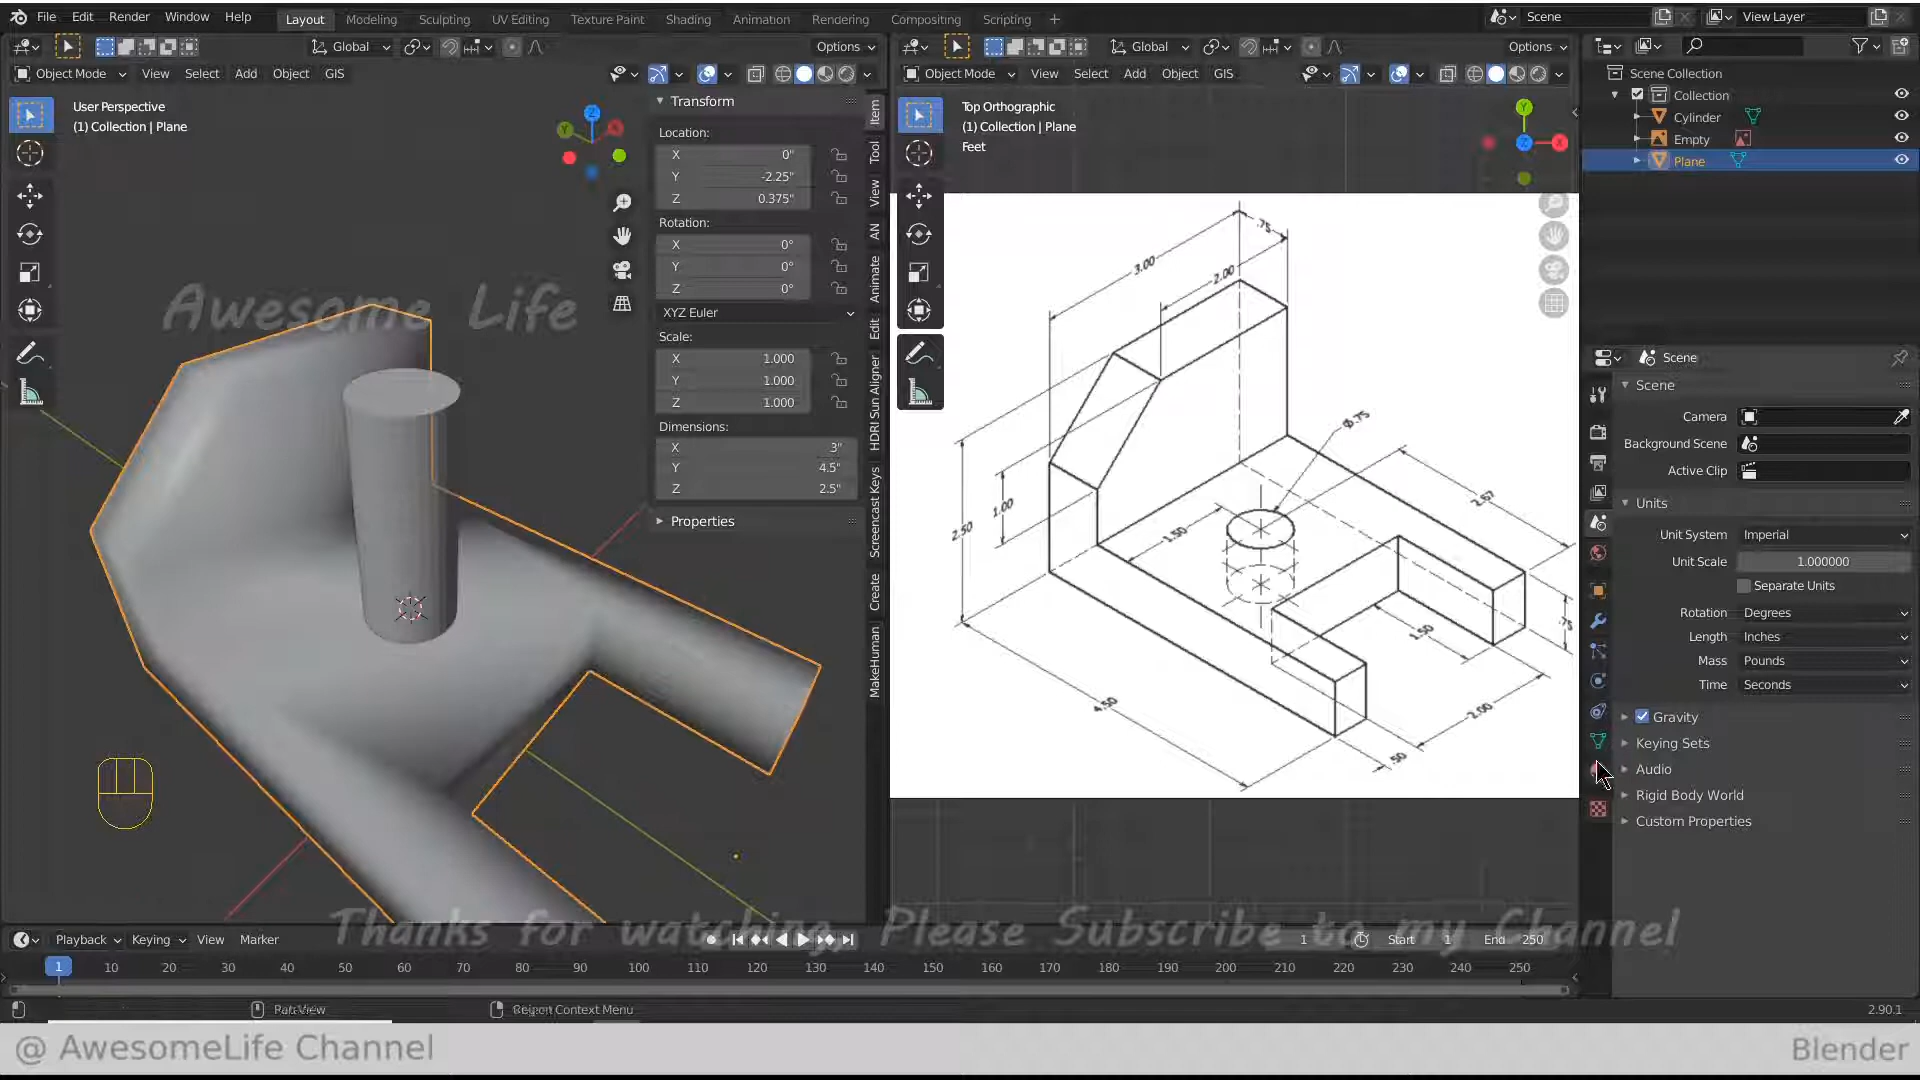 File Edit Render Window Help Layout Modeling Sculpting UV Editing Texture Paint Shading Animation Rendering Compositing Scripting + Scene View Layer
Global Options
Object Mode View Select Add Object GIS
User Perspective
(1) Collection | Plane
Transform
Location:
X 0"
Y -2.25"
Z 0.375"
Rotation:
X 0°
Y 0°
Z 0°
XYZ Euler
Scale:
X 1.000
Y 1.000
Z 1.000
Dimensions:
X 3"
Y 4.5"
Z 2.5"
Properties
Item
Tool
View
AN
Animate
Edit
HDRI Sun Aligner
Screencast Keys
Create
MakeHuman
Awesome Life
Global Options
Object Mode View Select Add Object GIS
Top Orthographic
(1) Collection | Plane
Feet
.75
3.00
2.00
Φ.75
2.67
1.00
2.50
1.50
1.50
.75
4.50
2.00
.50
Scene Collection
Collection
Cylinder
Empty
Plane
Scene
Scene
Camera
Background Scene
Active Clip
Units
Unit System Imperial
Unit Scale 1.000000
Separate Units
Rotation Degrees
Length Inches
Mass Pounds
Time Seconds
Gravity
Keying Sets
Audio
Rigid Body World
Custom Properties
Thanks for watching, Please Subscribe to my Channel
Playback Keying View Marker 1 Start 1 End 250
1 10 20 30 40 50 60 70 80 90 100 110 120 130 140 150 160 170 180 190 200 210 220 230 240 250
Context Menu 2.90.1
@ AwesomeLife Channel Blender